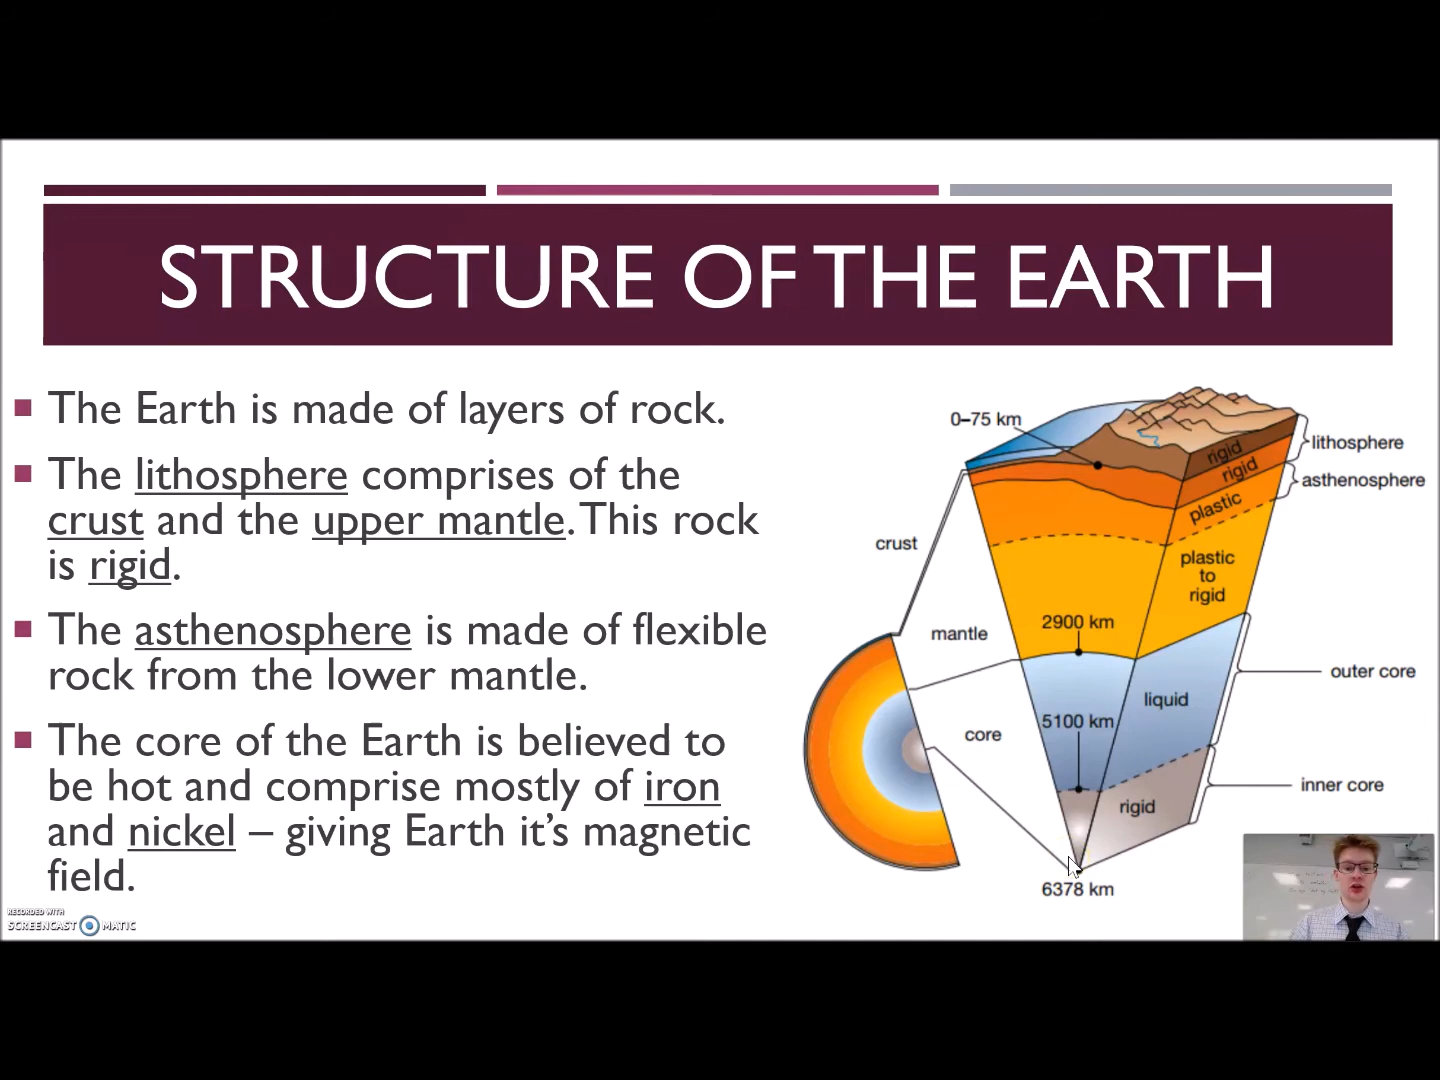 STRUCTURE OF THE EARTH
The Earth is made of layers of rock.
The lithosphere comprises of the
crust and the upper mantle. This rock
is rigid.
The asthenosphere is made of flexible
rock from the lower mantle.
The core of the Earth is believed to
be hot and comprise mostly of iron
and nickel – giving Earth it's magnetic
field.
0–75 km
lithosphere
rigid
rigid
asthenosphere
plastic
crust
plastic
to
rigid
2900 km
mantle
outer core
liquid
5100 km
core
inner core
rigid
6378 km
RECORDED WITH
SCREENCAST MATIC